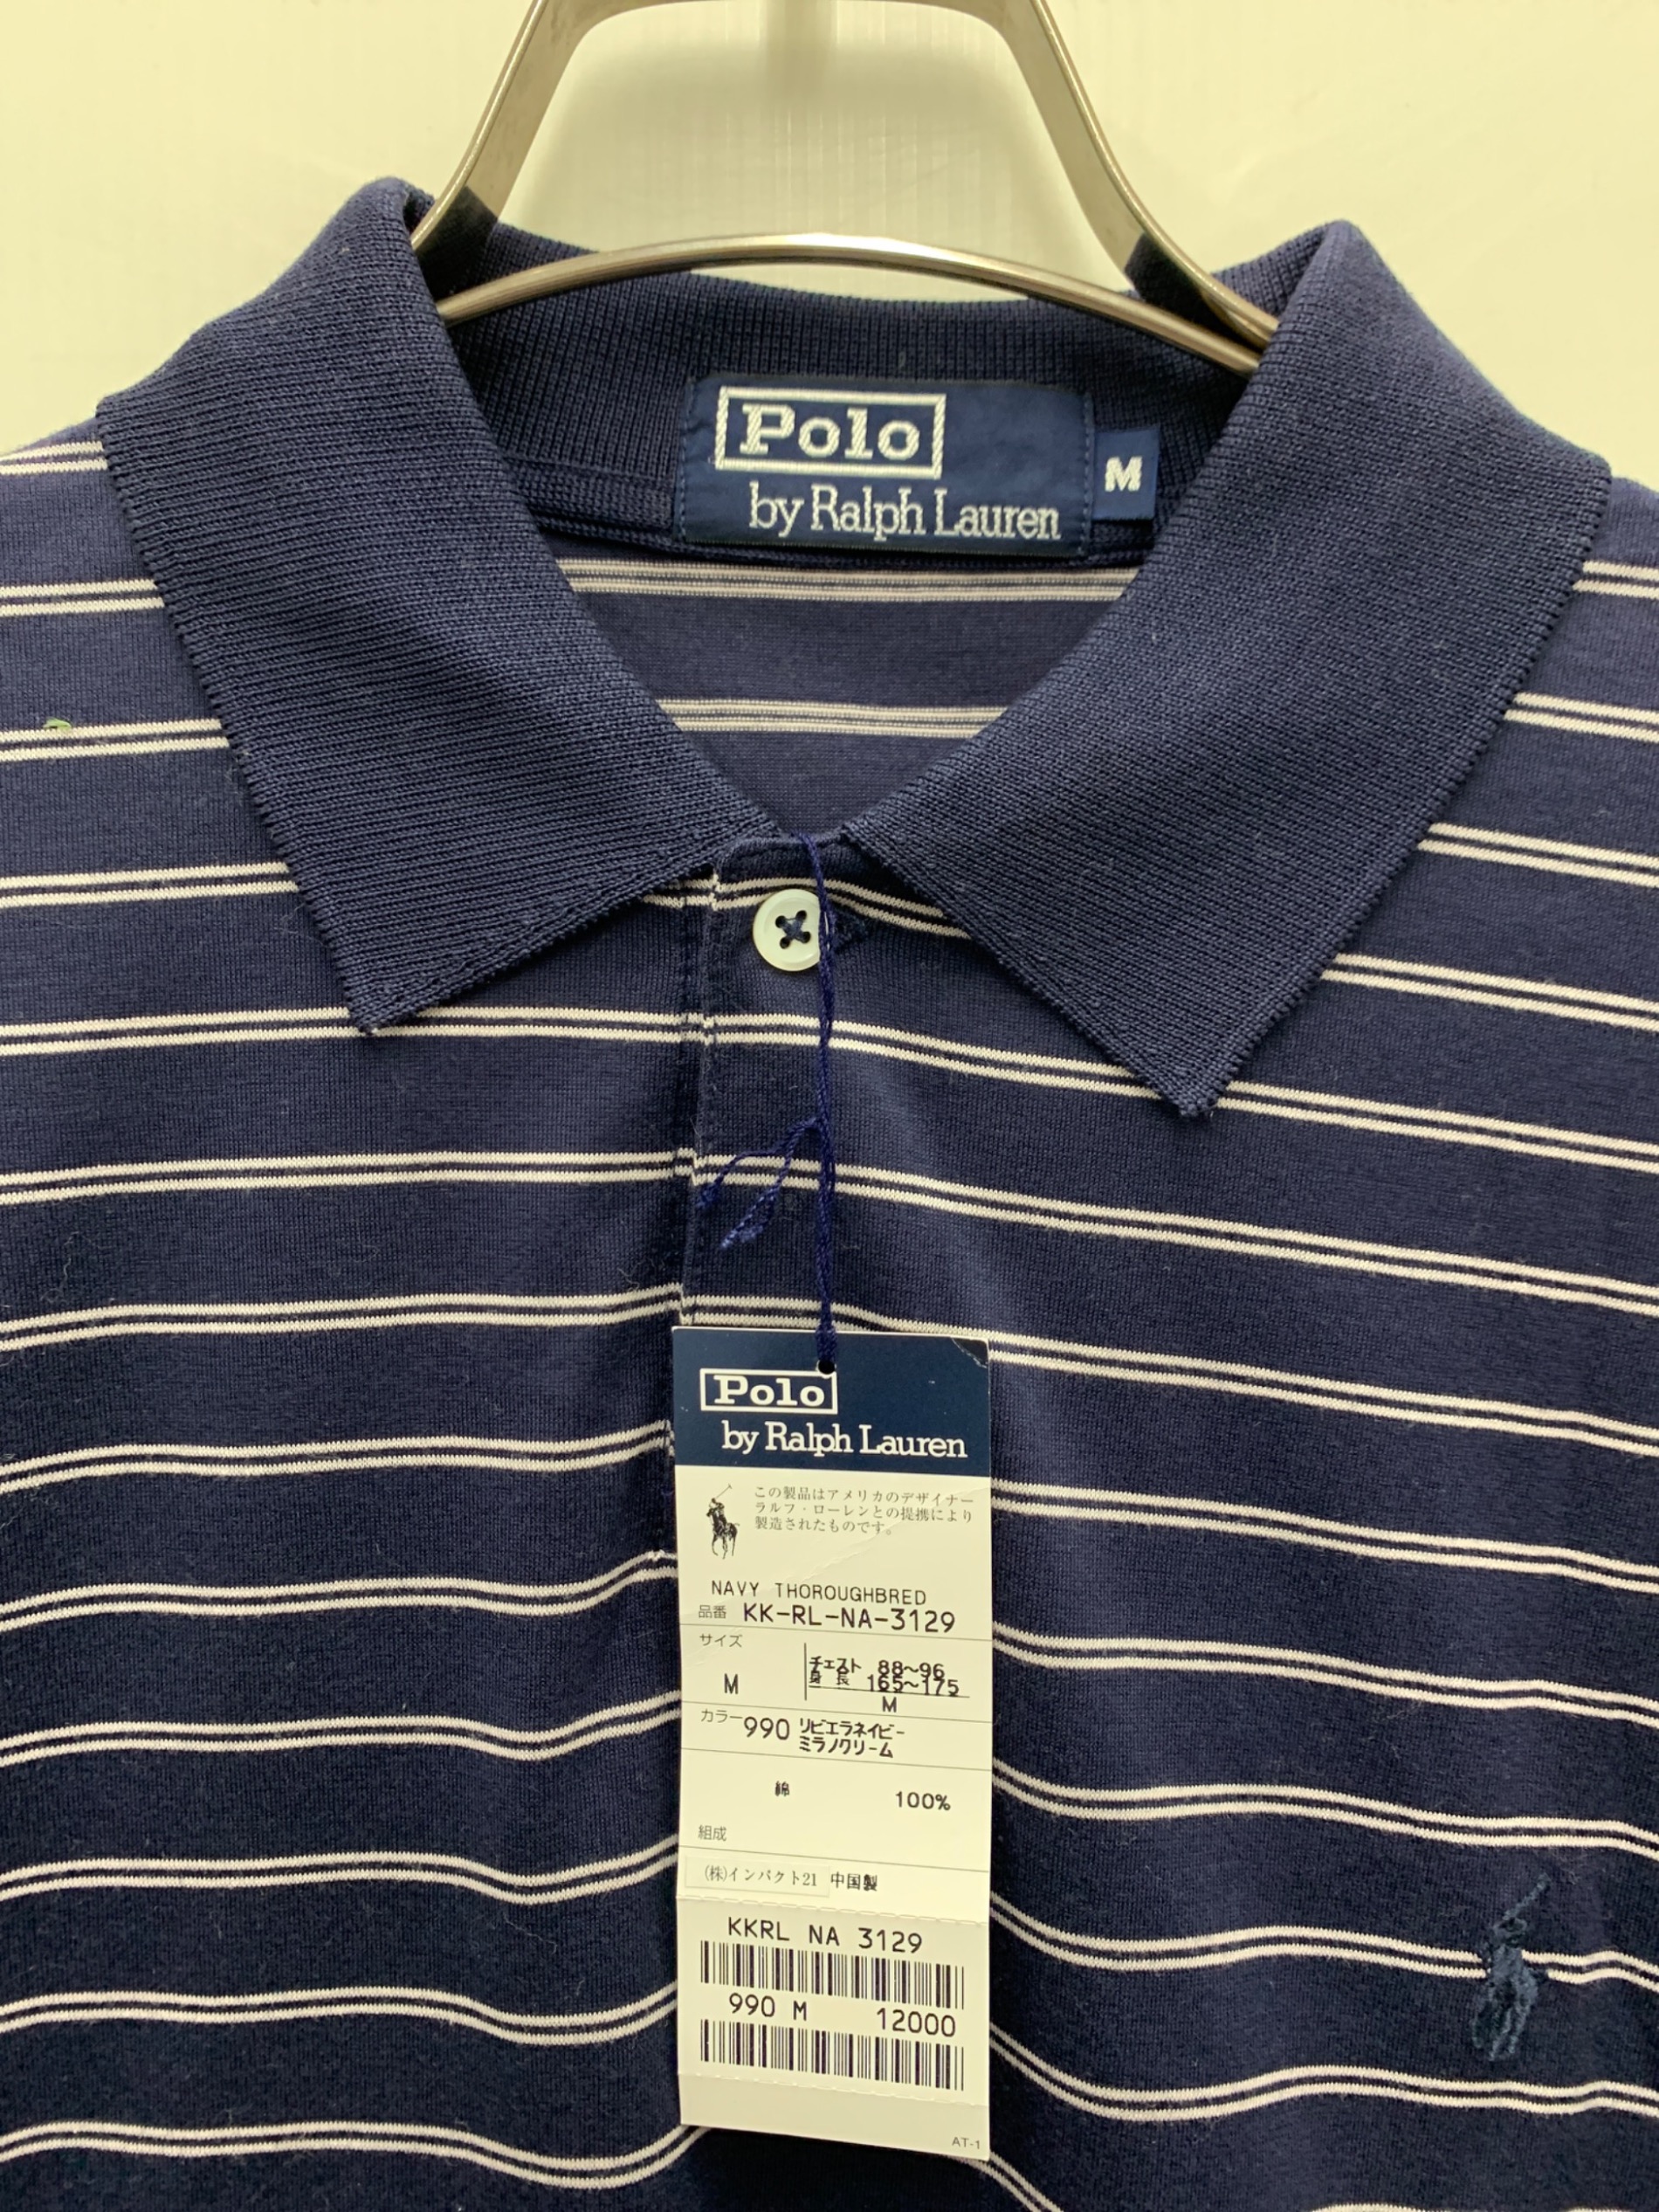 Polo
by Ralph Lauren
M
Polo
by Ralph Lauren
この製品はアメリカのデザイナー
ラルフ・ローレンとの提携により
製造されたものです。
NAVY THOROUGHBRED
品番 KK-RL-NA-3129
サイズ
M
チェスト 88~96
身長 165~175
M
カラー 990 リビエラネイビー
ミラノクリーム
綿 100%
組成
(株)インパクト21 中国製
KKRL NA 3129
990 M 12000
AT-1